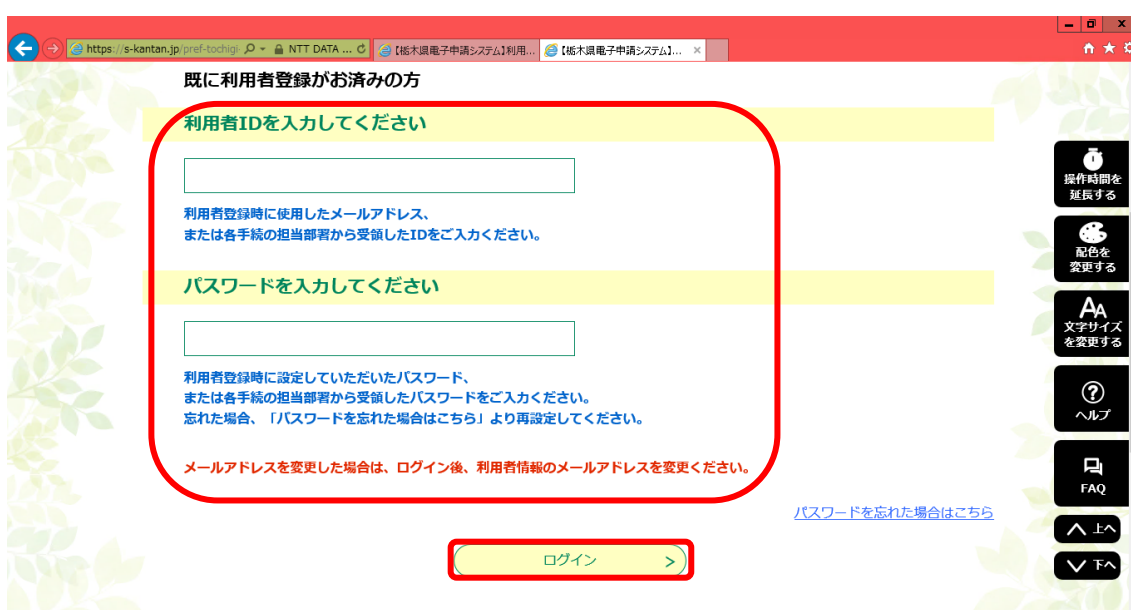 https://s-kantan.jp/pref-tochigi-
NTT DATA ...
【栃木県電子申請システム】利用...
【栃木県電子申請システム】...
既に利用者登録がお済みの方
利用者IDを入力してください
利用者登録時に使用したメールアドレス、
または各手続の担当部署から受領したIDをご入力ください。
パスワードを入力してください
利用者登録時に設定していただいたパスワード、
または各手続の担当部署から受領したパスワードをご入力ください。
忘れた場合、「パスワードを忘れた場合はこちら」より再設定してください。
メールアドレスを変更した場合は、ログイン後、利用者情報のメールアドレスを変更ください。
パスワードを忘れた場合はこちら
ログイン >
操作時間を
延長する
配色を
変更する
AA
文字サイズ
を変更する
?
ヘルプ
FAQ
上へ
下へ